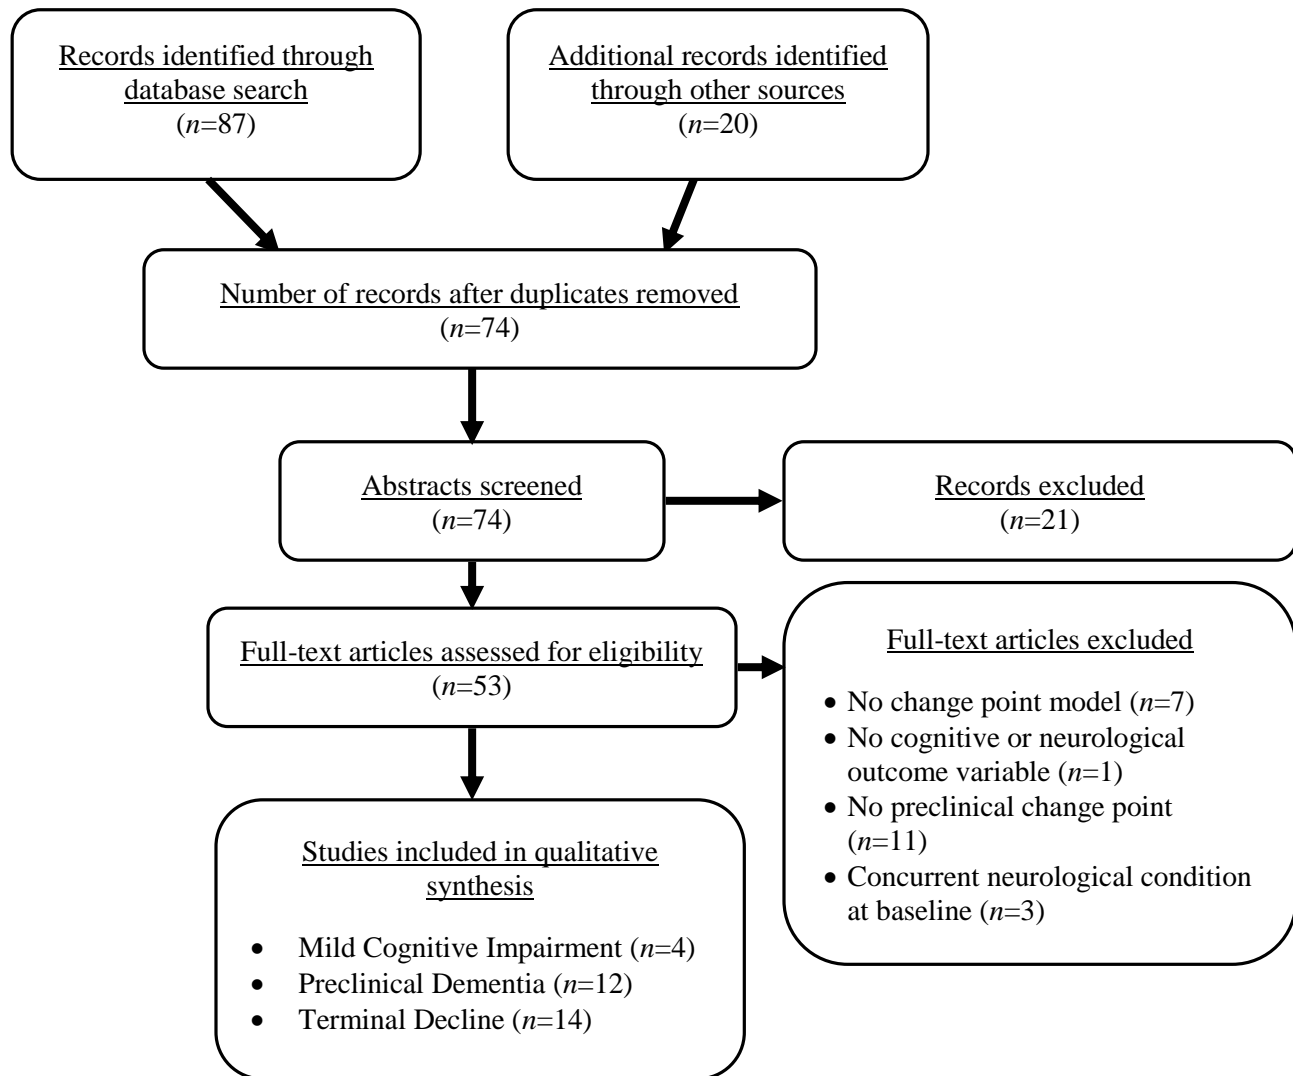 Records identified through
database search
(n=87)
Additional records identified
through other sources
(n=20)
Number of records after duplicates removed
(n=74)
Abstracts screened
(n=74)
Records excluded
(n=21)
Full-text articles assessed for eligibility
(n=53)
Full-text articles excluded
• No change point model (n=7)
• No cognitive or neurological
outcome variable (n=1)
• No preclinical change point
(n=11)
• Concurrent neurological condition
at baseline (n=3)
Studies included in qualitative
synthesis
• Mild Cognitive Impairment (n=4)
• Preclinical Dementia (n=12)
• Terminal Decline (n=14)